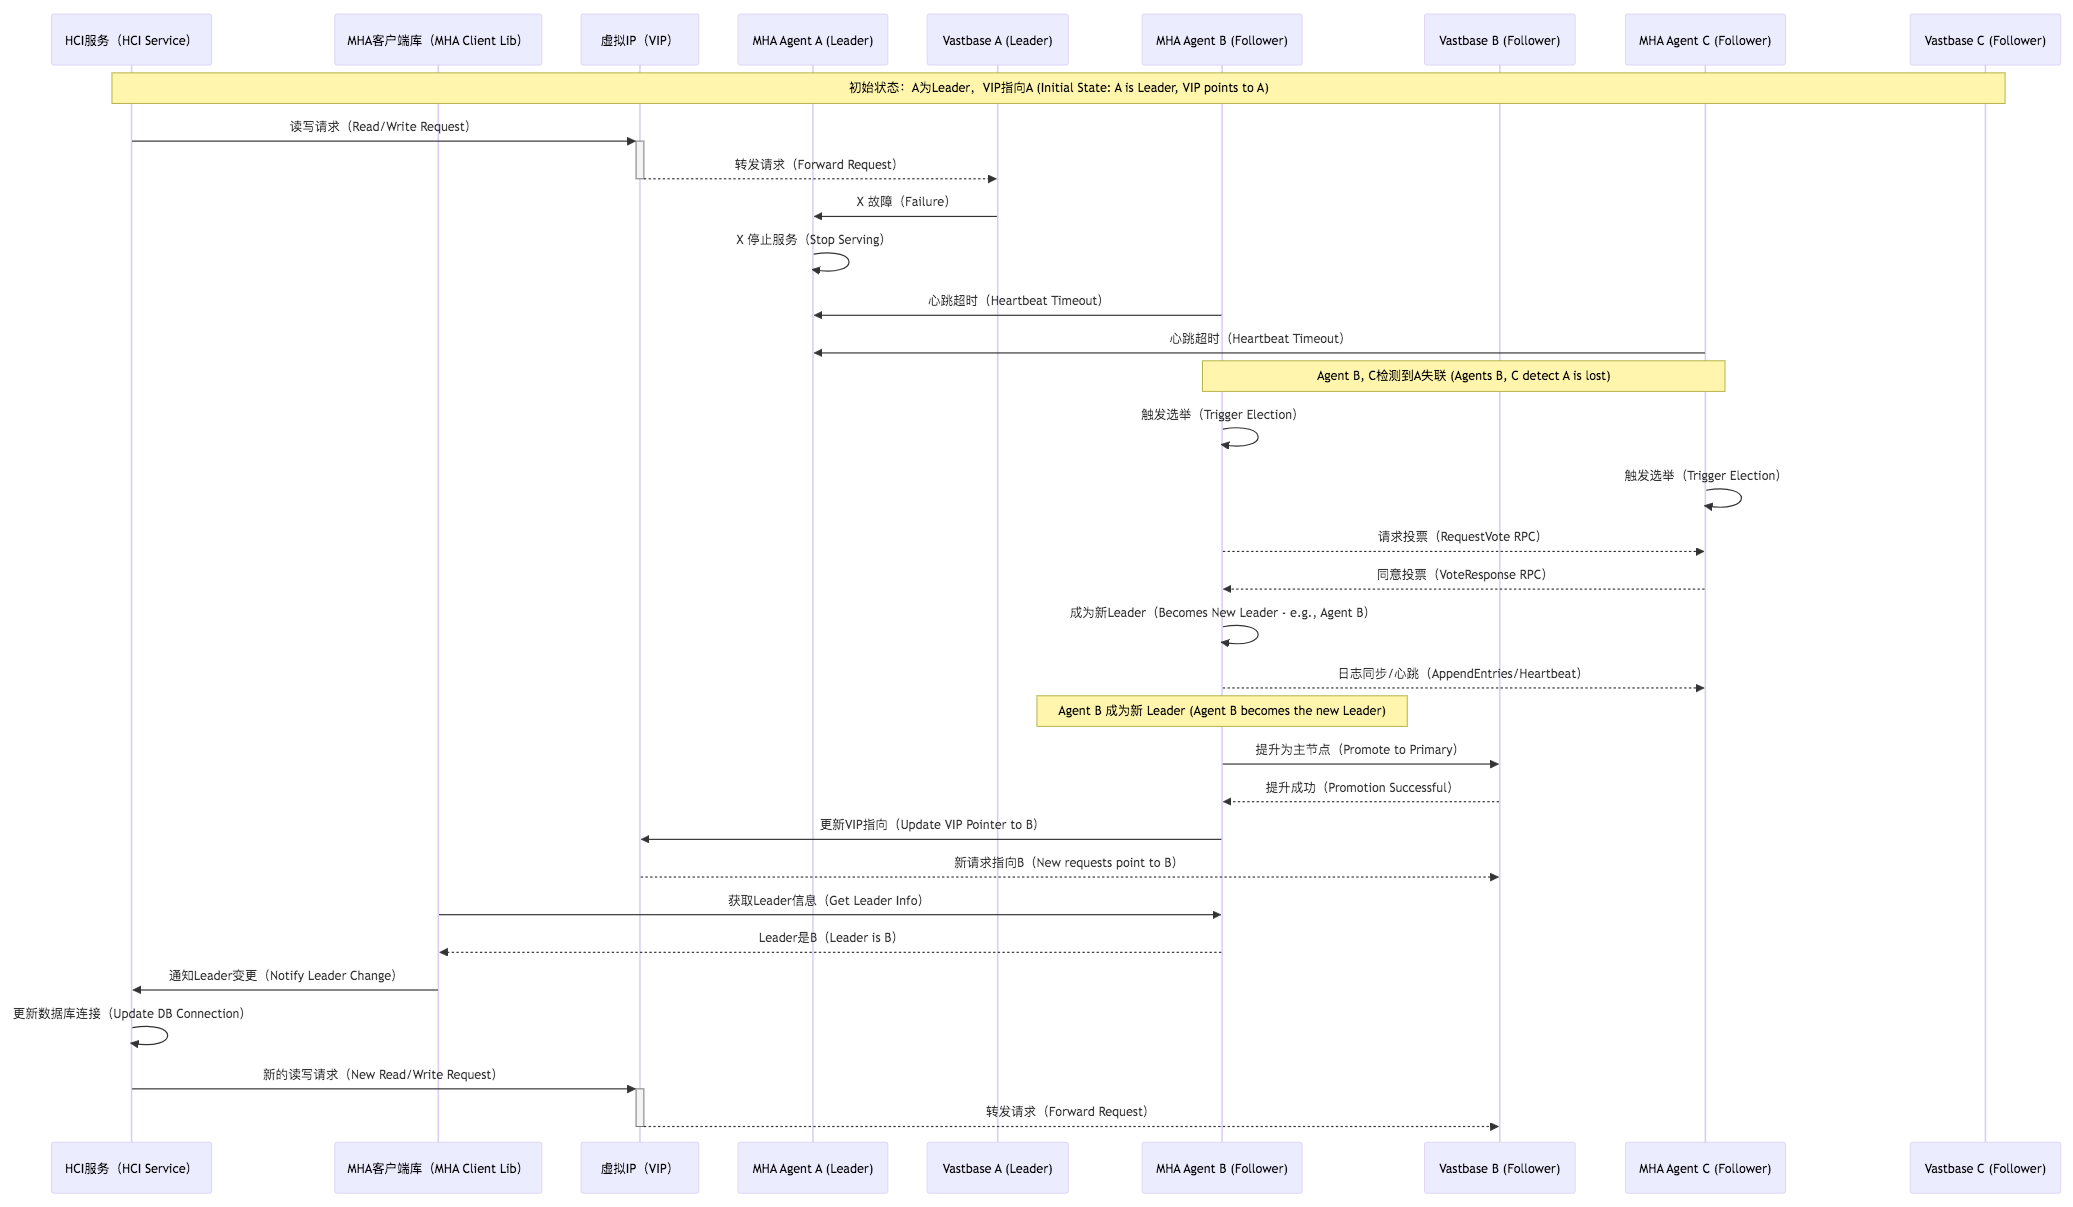 HCI服务（HCI Service）
MHA客户端库（MHA Client Lib）
虚拟IP（VIP）
MHA Agent A (Leader)
Vastbase A (Leader)
MHA Agent B (Follower)
Vastbase B (Follower)
MHA Agent C (Follower)
Vastbase C (Follower)
初始状态：A为Leader，VIP指向A (Initial State: A is Leader, VIP points to A)
读写请求（Read/Write Request）
转发请求（Forward Request）
X 故障（Failure）
X 停止服务（Stop Serving）
心跳超时（Heartbeat Timeout）
心跳超时（Heartbeat Timeout）
Agent B, C检测到A失联 (Agents B, C detect A is lost)
触发选举（Trigger Election）
触发选举（Trigger Election）
请求投票（RequestVote RPC）
同意投票（VoteResponse RPC）
成为新Leader（Becomes New Leader - e.g., Agent B）
日志同步/心跳（AppendEntries/Heartbeat）
Agent B 成为新 Leader (Agent B becomes the new Leader)
提升为主节点（Promote to Primary）
提升成功（Promotion Successful）
更新VIP指向（Update VIP Pointer to B）
新请求指向B（New requests point to B）
获取Leader信息（Get Leader Info）
Leader是B（Leader is B）
通知Leader变更（Notify Leader Change）
更新数据库连接（Update DB Connection）
新的读写请求（New Read/Write Request）
转发请求（Forward Request）
HCI服务（HCI Service）
MHA客户端库（MHA Client Lib）
虚拟IP（VIP）
MHA Agent A (Leader)
Vastbase A (Leader)
MHA Agent B (Follower)
Vastbase B (Follower)
MHA Agent C (Follower)
Vastbase C (Follower)